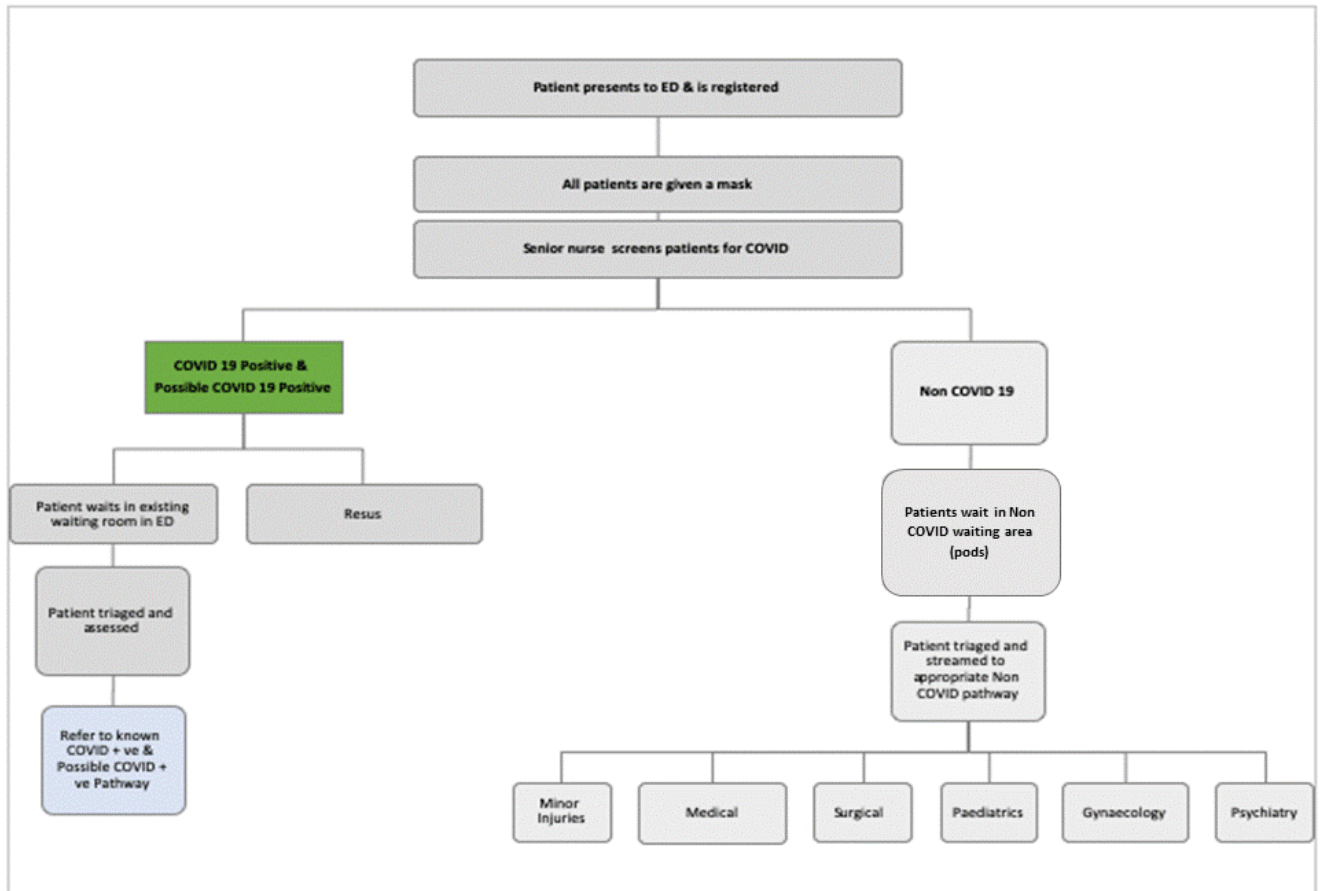 Patient presents to ED & is registered
All patients are given a mask
Senior nurse screens patients for COVID
COVID 19 Positive &
Possible COVID 19 Positive
Non COVID 19
Patient waits in existing
waiting room in ED
Resus
Patients wait in Non
COVID waiting area
(pods)
Patient triaged and
assessed
Patient triaged and
streamed to
appropriate Non
COVID pathway
Refer to known
COVID + ve &
Possible COVID +
ve Pathway
Minor
Injuries
Medical
Surgical
Paediatrics
Gynaecology
Psychiatry